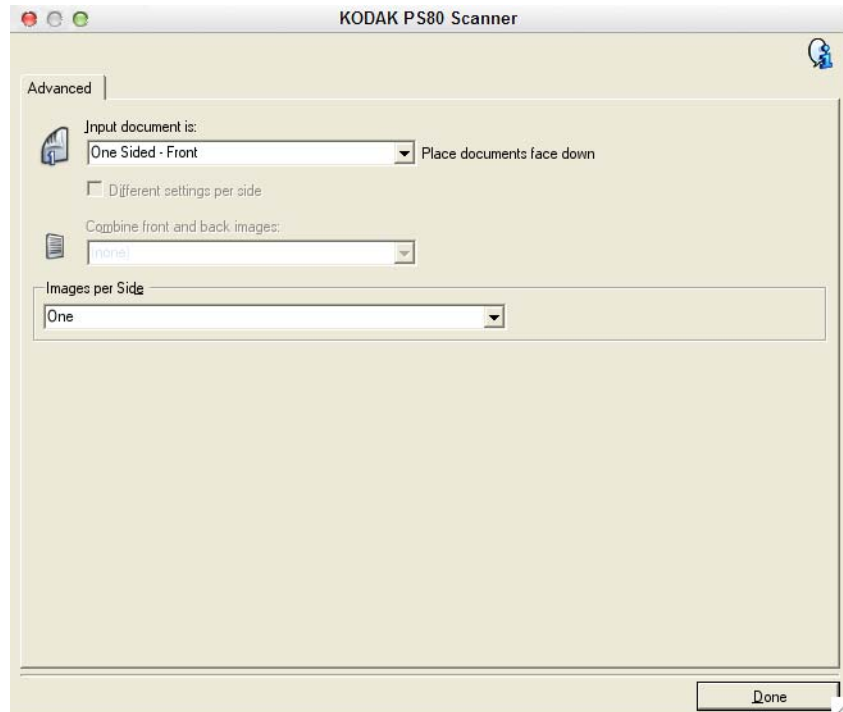 KODAK PS80 Scanner
Advanced
Input document is:
One Sided - Front
Place documents face down
Different settings per side
Combine front and back images:
(none)
Images per Side
One
Done